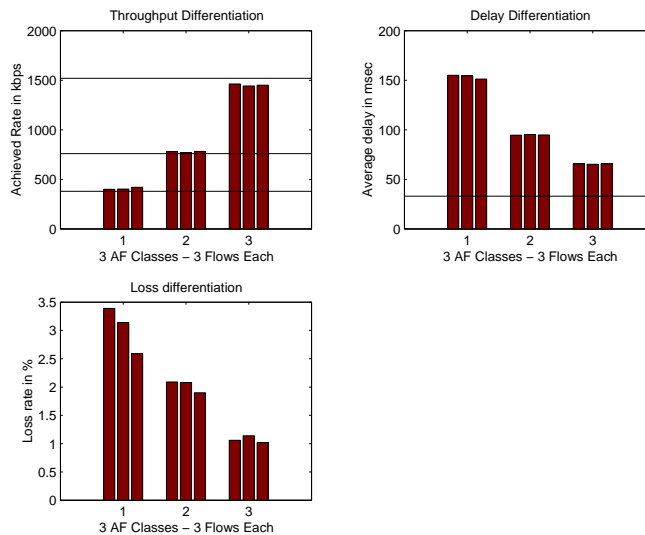 Throughput Differentiation
2000
1500
1000
500
0
Achieved Rate in kbps
1 2 3
3 AF Classes − 3 Flows Each
Delay Differentiation
200
150
100
50
0
Average delay in msec
1 2 3
3 AF Classes − 3 Flows Each
Loss differentiation
3.5
3
2.5
2
1.5
1
0.5
0
Loss rate in %
1 2 3
3 AF Classes − 3 Flows Each